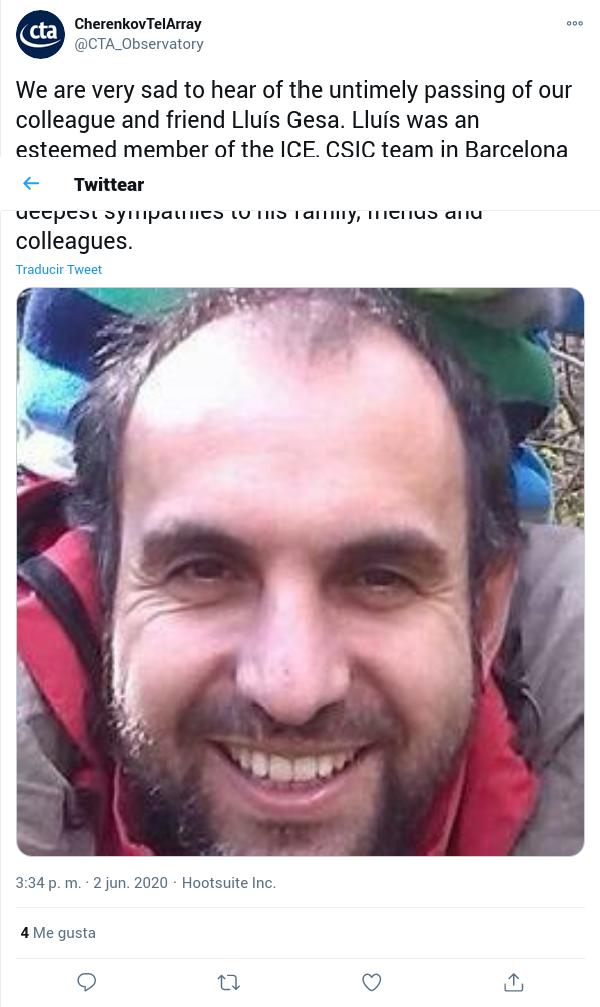 cta
CherenkovTelArray
@CTA_Observatory
We are very sad to hear of the untimely passing of our
colleague and friend Lluís Gesa. Lluís was an
esteemed member of the ICE, CSIC team in Barcelona
Twittear
deepest sympathies to his family, friends and
colleagues.
Traducir Tweet
3:34 p. m. · 2 jun. 2020 · Hootsuite Inc.
4 Me gusta